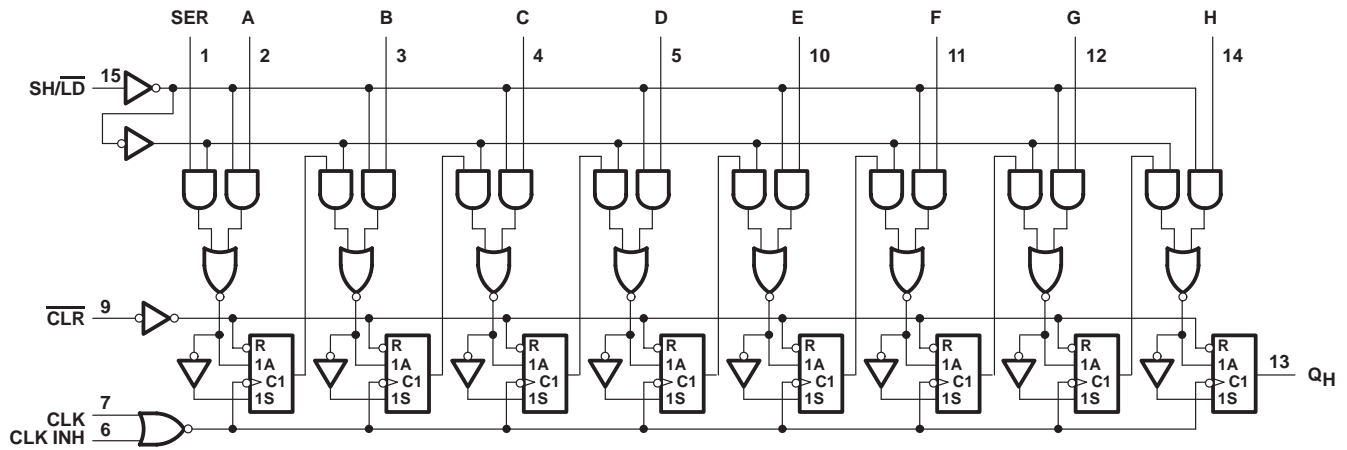 SER A B C D E F G H
1 2 3 4 5 10 11 12 14
SH/L̅D̅ 15
C̅L̅R̅ 9
R R R R R R R R
1A 1A 1A 1A 1A 1A 1A 1A
13 QH
C1 C1 C1 C1 C1 C1 C1 C1
1S 1S 1S 1S 1S 1S 1S 1S
CLK 7
CLK INH 6